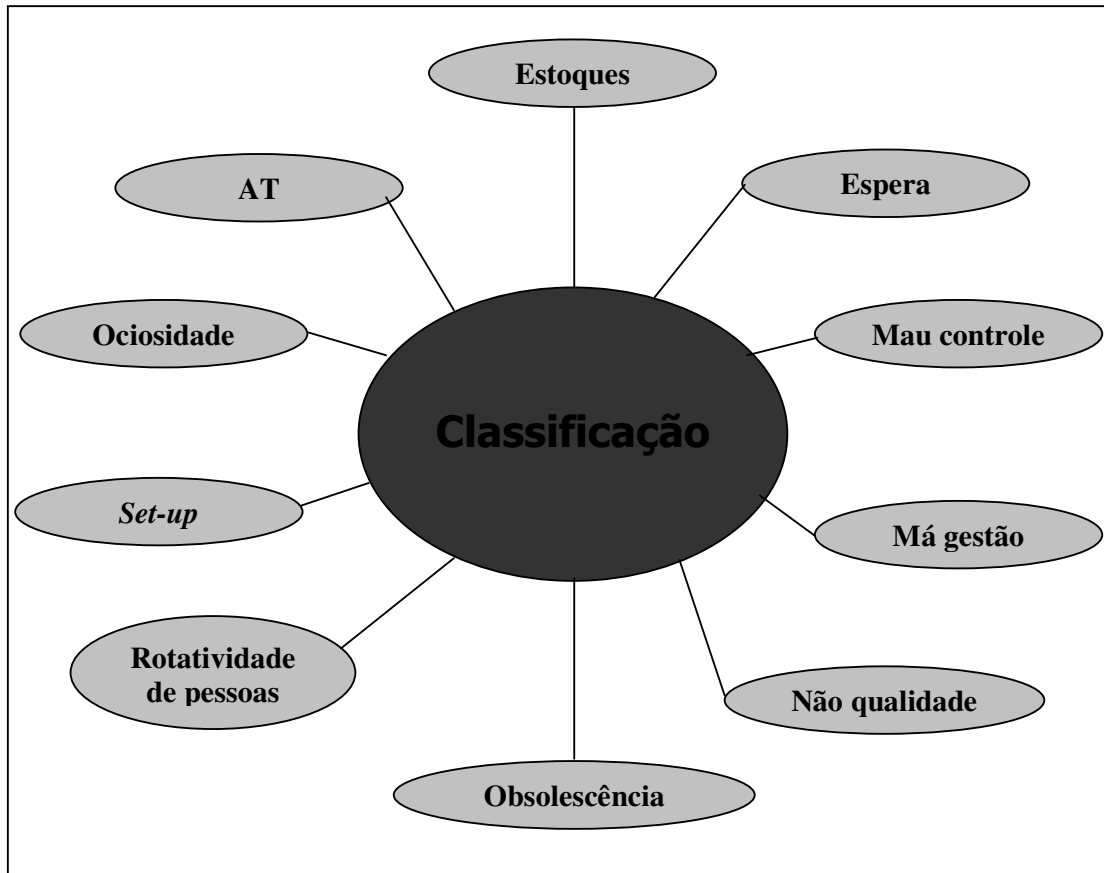 Estoques
AT
Espera
Ociosidade
Mau controle
Classificação
Set-up
Má gestão
Rotatividade
de pessoas
Não qualidade
Obsolescência